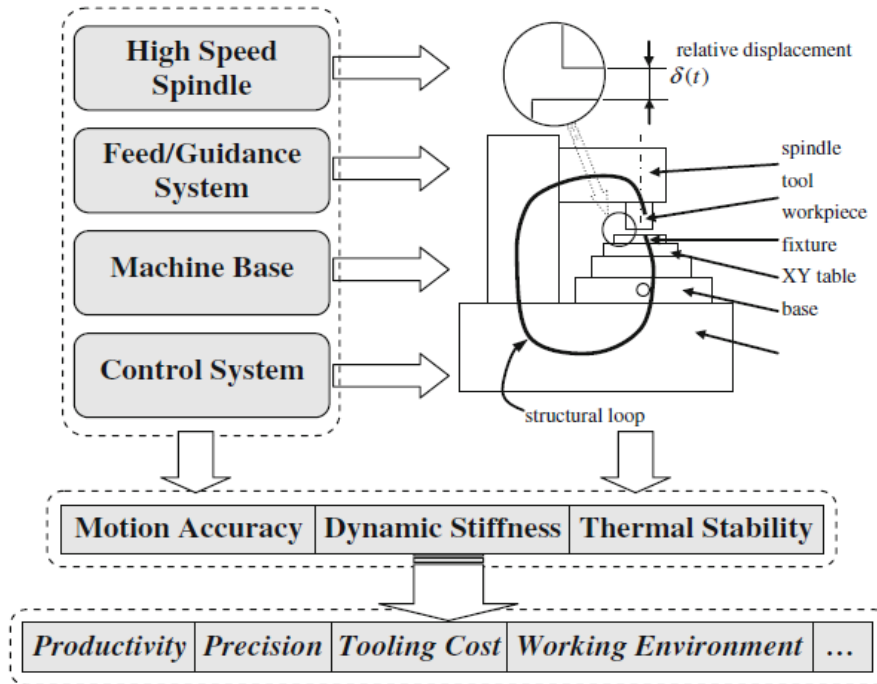 High Speed
Spindle
Feed/Guidance
System
Machine Base
Control System
relative displacement
δ(t)
spindle
tool
workpiece
fixture
XY table
base
structural loop
Motion Accuracy Dynamic Stiffness Thermal Stability
Productivity Precision Tooling Cost Working Environment ...